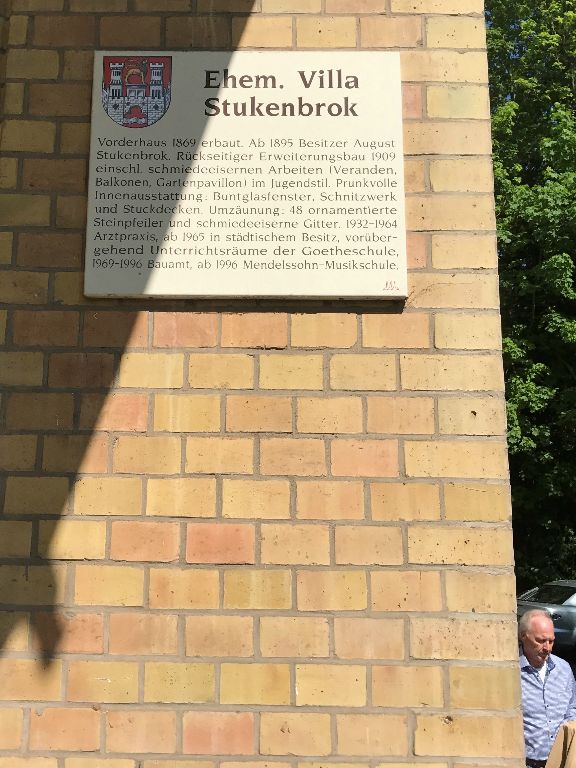 Ehem. Villa
Stukenbrok
Vorderhaus 1869 erbaut. Ab 1895 Besitzer August
Stukenbrok. Rückseitiger Erweiterungsbau 1909
einschl. schmiedeeisernen Arbeiten (Veranden,
Balkonen, Gartenpavillon) im Jugendstil. Prunkvolle
Innenausstattung: Buntglasfenster, Schnitzwerk
und Stuckdecken. Umzäunung: 48 ornamentierte
Steinpfeiler und schmiedeeiserne Gitter. 1932-1964
Arztpraxis, ab 1965 in städtischem Besitz, vorüber-
gehend Unterrichtsräume der Goetheschule,
1969-1996 Bauamt, ab 1996 Mendelssohn-Musikschule.